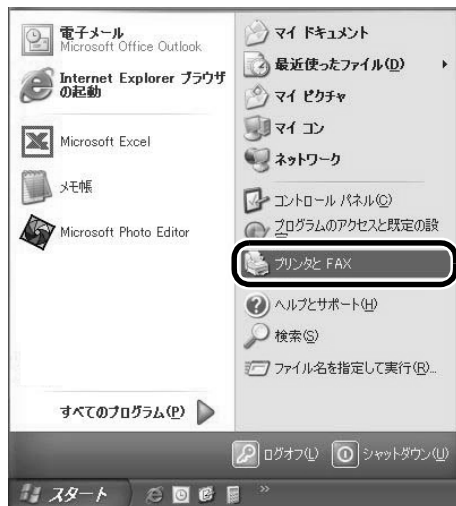 電子メール
Microsoft Office Outlook
Internet Explorer ブラウザ
の起動
Microsoft Excel
メモ帳
Microsoft Photo Editor
すべてのプログラム(P)
マイ ドキュメント
最近使ったファイル(D)
マイ ピクチャ
マイ コン
ネットワーク
コントロール パネル(C)
プログラムのアクセスと既定の設
プリンタと FAX
ヘルプとサポート(H)
検索(S)
ファイル名を指定して実行(R)...
ログオフ(L)
シャットダウン(U)
スタート